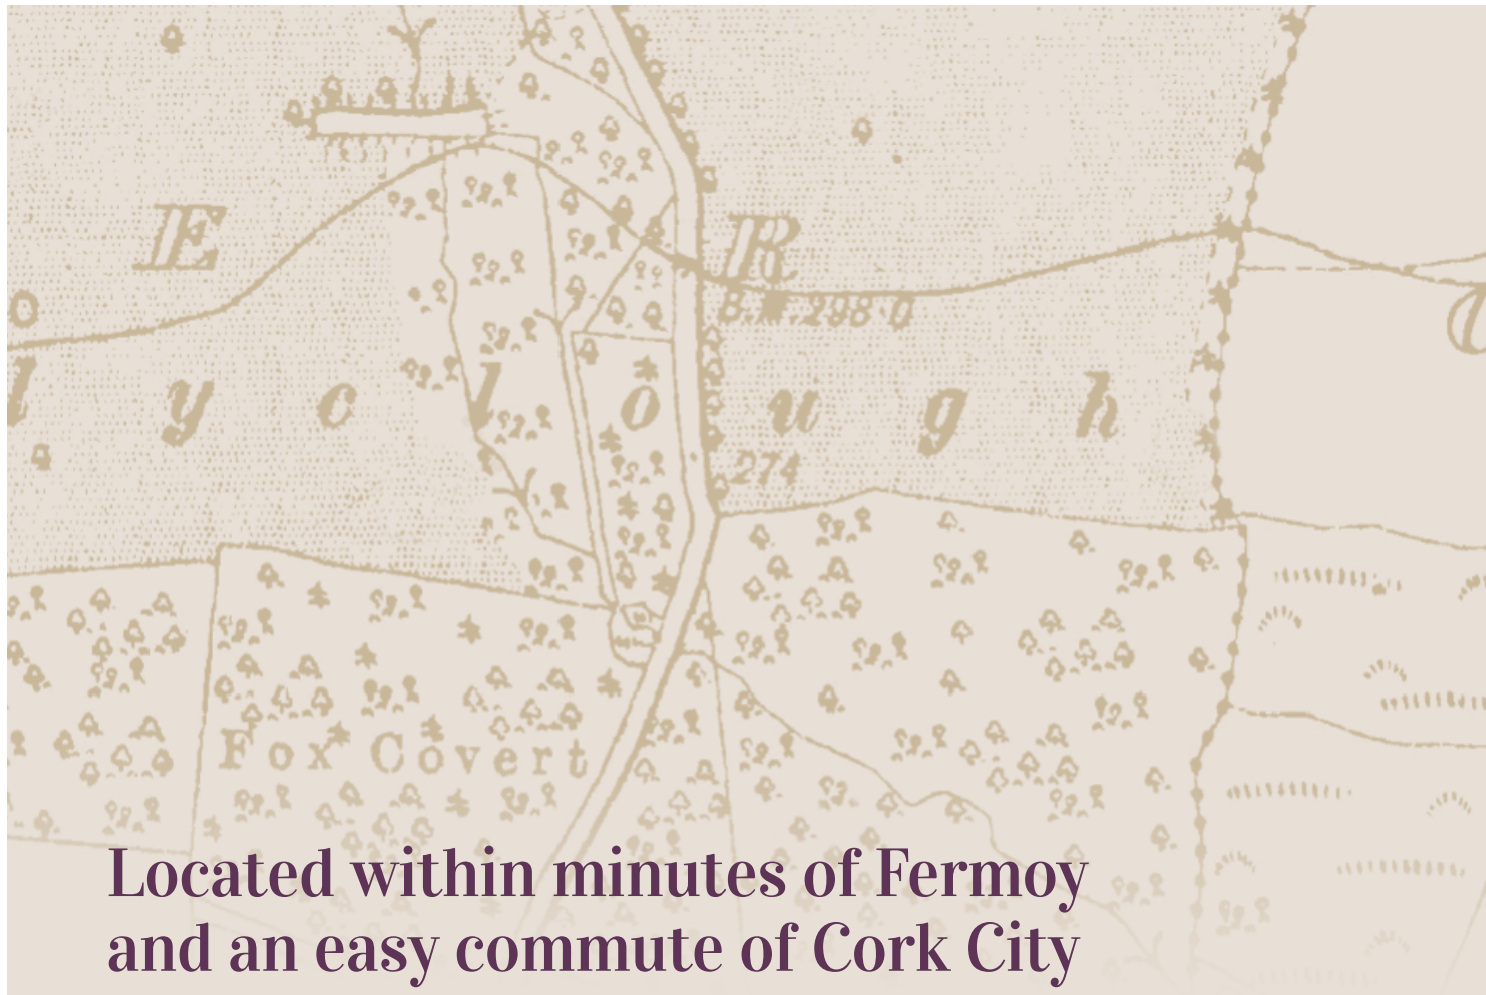 E
R
o
B.M. 298·0
l y c l o u g h
274
Fox Covert
Located within minutes of Fermoy
and an easy commute of Cork City